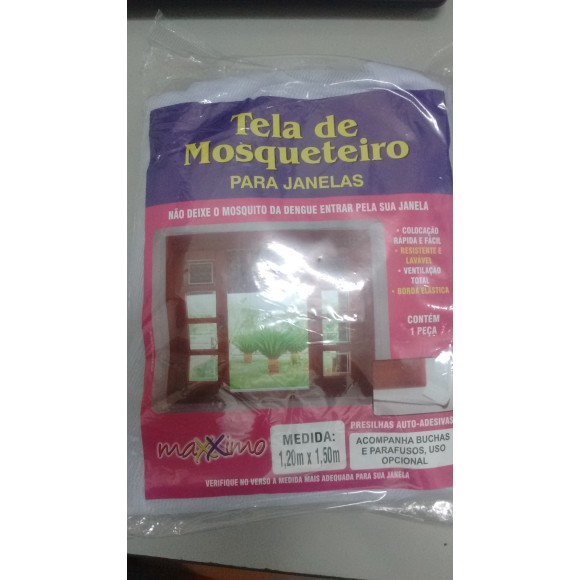 Tela de
Mosqueteiro
PARA JANELAS
NÃO DEIXE O MOSQUITO DA DENGUE ENTRAR PELA SUA JANELA
• COLOCAÇÃO
RÁPIDA E FÁCIL
• RESISTENTE E
LAVÁVEL
• VENTILAÇÃO
TOTAL
• BORDA ELÁSTICA
CONTÉM
1 PEÇA
PRESILHAS AUTO-ADESIVAS
maxXimo
MEDIDA:
1,20m x 1,50m
ACOMPANHA BUCHAS
E PARAFUSOS, USO
OPCIONAL
VERIFIQUE NO VERSO A MEDIDA MAIS ADEQUADA PARA SUA JANELA